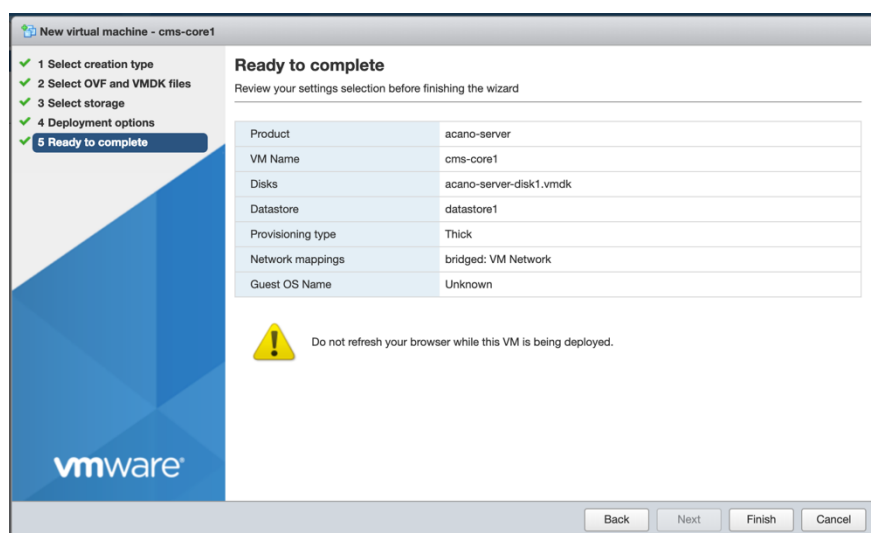 New virtual machine - cms-core1
1 Select creation type
2 Select OVF and VMDK files
3 Select storage
4 Deployment options
5 Ready to complete
Ready to complete
Review your settings selection before finishing the wizard
Product acano-server
VM Name cms-core1
Disks acano-server-disk1.vmdk
Datastore datastore1
Provisioning type Thick
Network mappings bridged: VM Network
Guest OS Name Unknown
Do not refresh your browser while this VM is being deployed.
vmware®
Back Next Finish Cancel